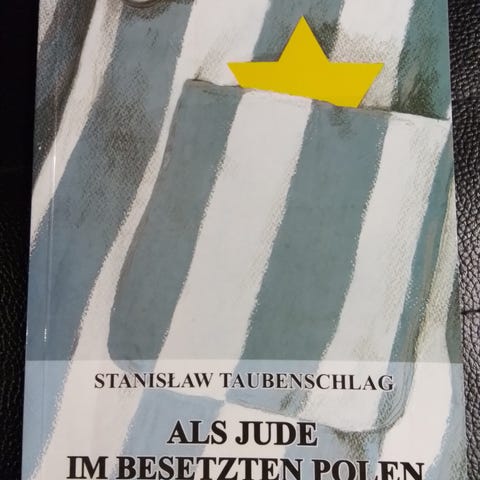 STANISŁAW TAUBENSCHLAG
ALS JUDE
IM BESETZTEN POLEN